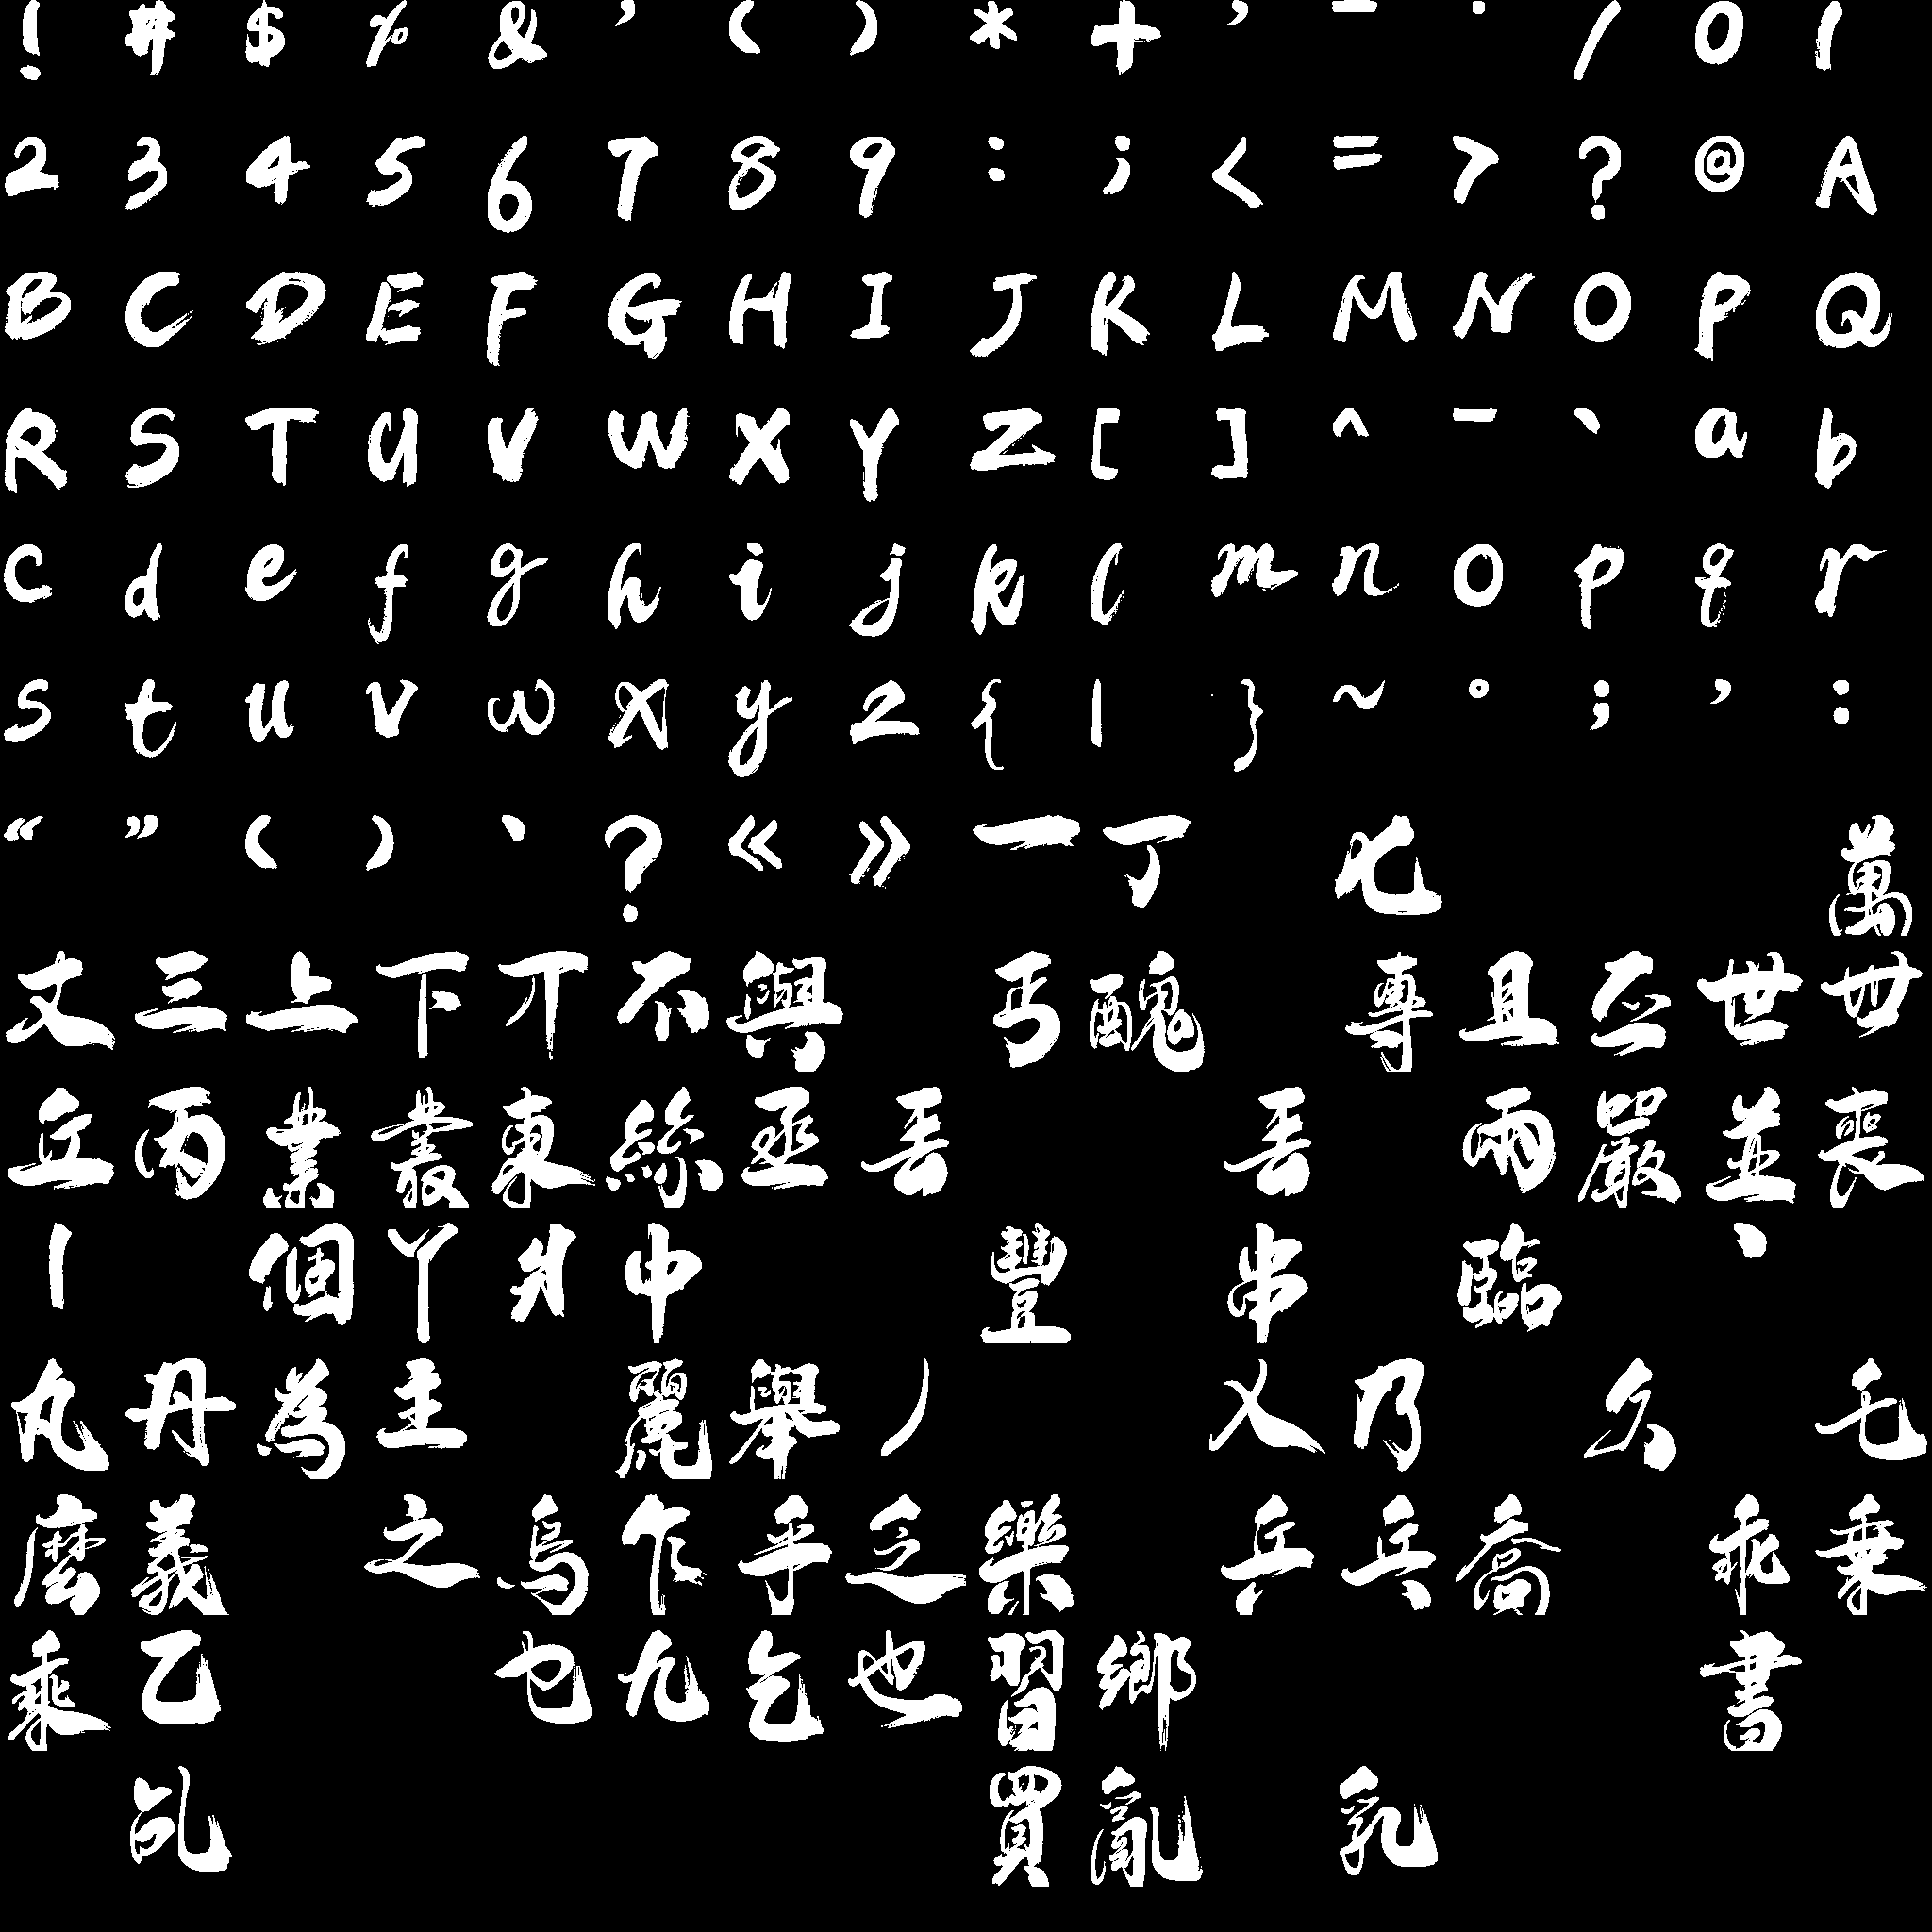 ! # $ % & ' ( ) * + , - . / 0 1
2 3 4 5 6 7 8 9 : ; < = > ? @ A
B C D E F G H I J K L M N O P Q
R S T U V W X Y Z [ ] ^ - ` a b
c d e f g h i j k l m n o p q r
s t u v w x y z { | } ~ ° ; , :
“ ” ( ) 、 ? 《 》 一 丁 七 萬
丈 三 上 下 丌 不 與 丐 醜 專 且 丕 世 丗
丘 丙 業 叢 東 絲 丞 丟 丟 兩 嚴 並 喪
丨 個 丫 中 豐 串 臨 丶
丸 丹 為 主 麗 舉 丿 乂 乃 久 乇
麼 義 之 烏 乍 乎 乏 樂 乒 乓 喬 乖 乗
乘 乙 乜 九 乞 也 習 鄉 書
乩 買 亂 乳